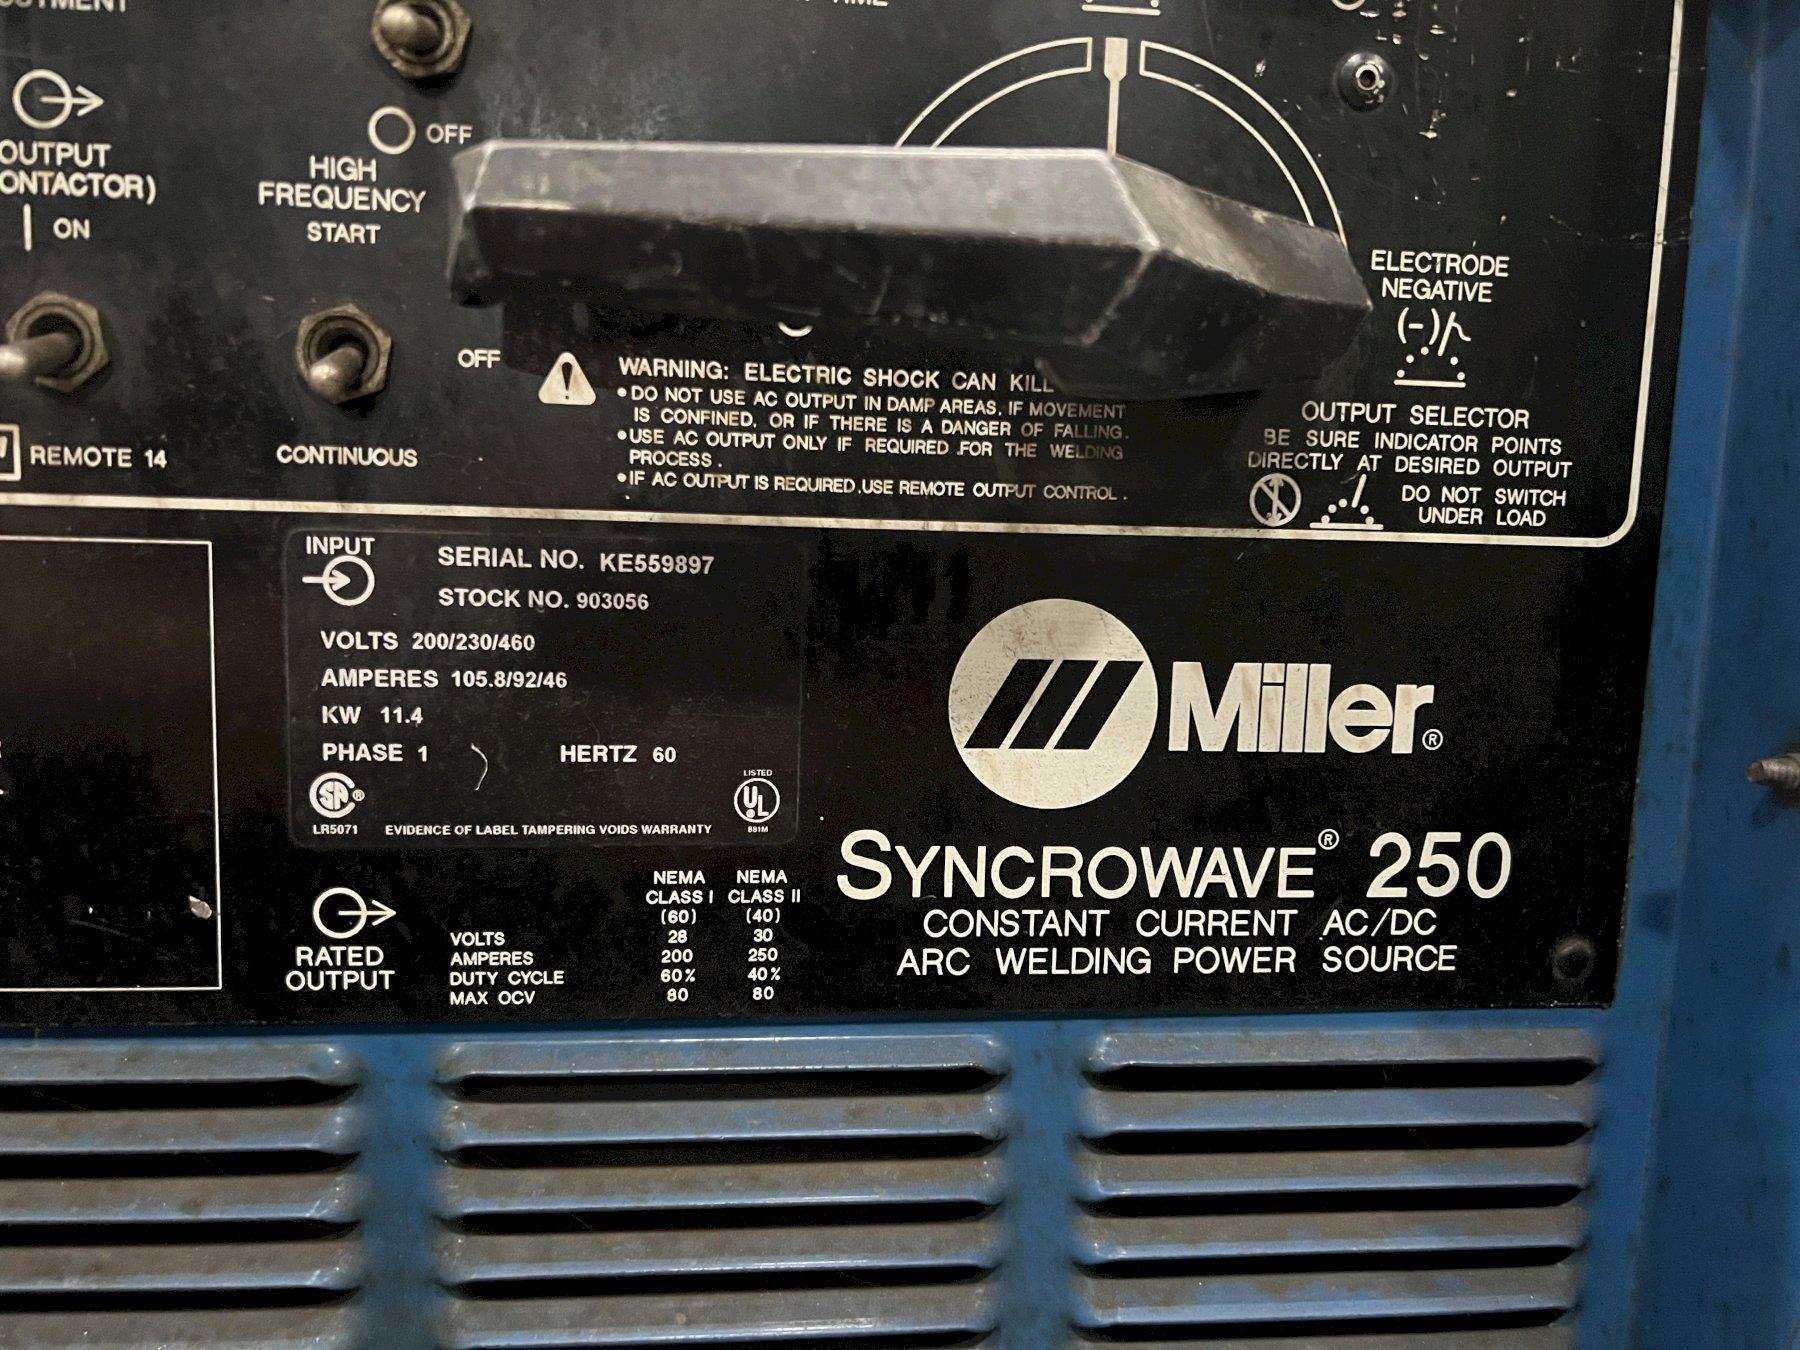 OFF
OUTPUT
HIGH
FREQUENCY
ON
START
ELECTRODE
NEGATIVE
(-)
OFF
WARNING: ELECTRIC SHOCK CAN KILL
•DO NOT USE AC OUTPUT IN DAMP AREAS, IF MOVEMENT
IS CONFINED, OR IF THERE IS A DANGER OF FALLING.
•USE AC OUTPUT ONLY IF REQUIRED FOR THE WELDING
PROCESS.
•IF AC OUTPUT IS REQUIRED, USE REMOTE OUTPUT CONTROL.
OUTPUT SELECTOR
BE SURE INDICATOR POINTS
DIRECTLY AT DESIRED OUTPUT
DO NOT SWITCH
UNDER LOAD
REMOTE 14
CONTINUOUS
INPUT
SERIAL NO. KE559897
STOCK NO. 903056
VOLTS 200/230/460
AMPERES 105.8/92/46
KW 11.4
PHASE 1 HERTZ 60
SA®
LR5071
EVIDENCE OF LABEL TAMPERING VOIDS WARRANTY
LISTED
UL
881M
Miller®
SYNCROWAVE® 250
CONSTANT CURRENT AC/DC
ARC WELDING POWER SOURCE
RATED
OUTPUT
NEMA NEMA
CLASS I CLASS II
(60) (40)
VOLTS 28 30
AMPERES 200 250
DUTY CYCLE 60% 40%
MAX OCV 80 80